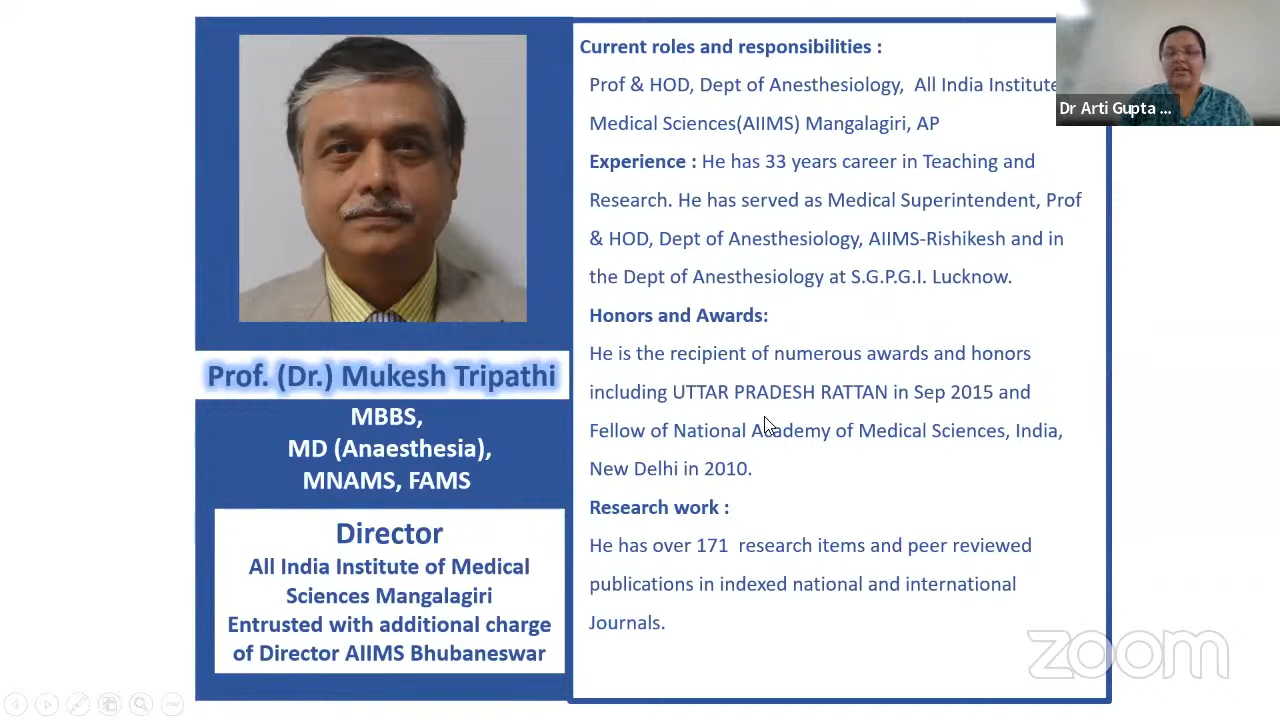 Prof. (Dr.) Mukesh Tripathi
MBBS,
MD (Anaesthesia),
MNAMS, FAMS
Director
All India Institute of Medical
Sciences Mangalagiri
Entrusted with additional charge
of Director AIIMS Bhubaneswar
Current roles and responsibilities :
Prof & HOD, Dept of Anesthesiology, All India Institute
Medical Sciences(AIIMS) Mangalagiri, AP
Experience : He has 33 years career in Teaching and
Research. He has served as Medical Superintendent, Prof
& HOD, Dept of Anesthesiology, AIIMS-Rishikesh and in
the Dept of Anesthesiology at S.G.P.G.I. Lucknow.
Honors and Awards:
He is the recipient of numerous awards and honors
including UTTAR PRADESH RATTAN in Sep 2015 and
Fellow of National Academy of Medical Sciences, India,
New Delhi in 2010.
Research work :
He has over 171 research items and peer reviewed
publications in indexed national and international
Journals.
Dr Arti Gupta ...
zoom